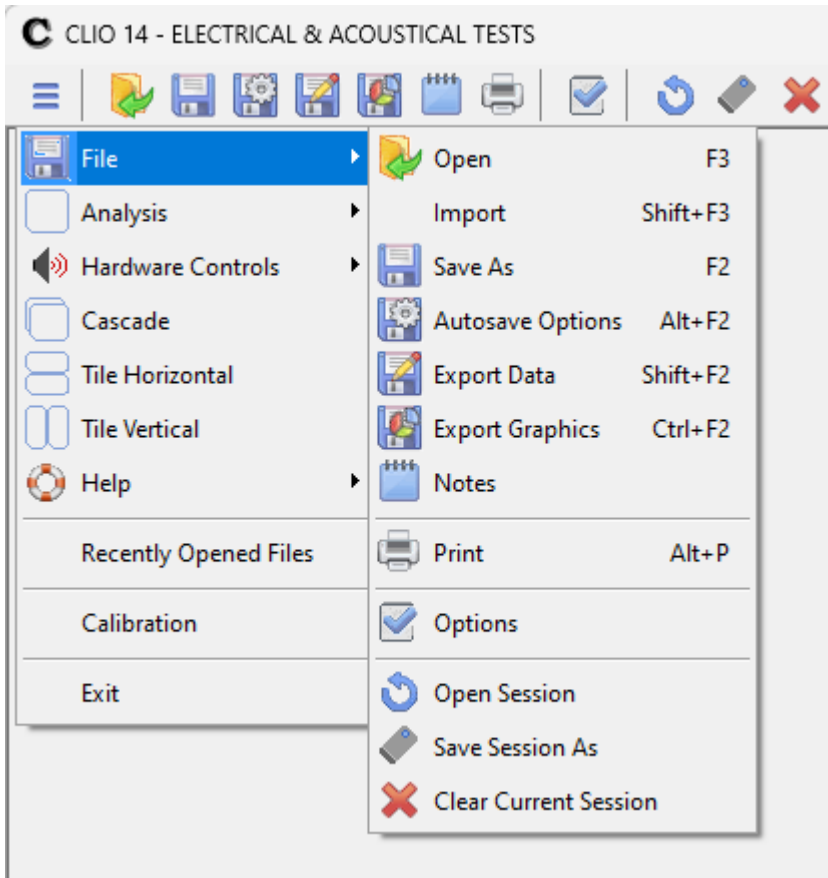 C CLIO 14 - ELECTRICAL & ACOUSTICAL TESTS
File
Analysis
Hardware Controls
Cascade
Tile Horizontal
Tile Vertical
Help
Recently Opened Files
Calibration
Exit
Open F3
Import Shift+F3
Save As F2
Autosave Options Alt+F2
Export Data Shift+F2
Export Graphics Ctrl+F2
Notes
Print Alt+P
Options
Open Session
Save Session As
Clear Current Session